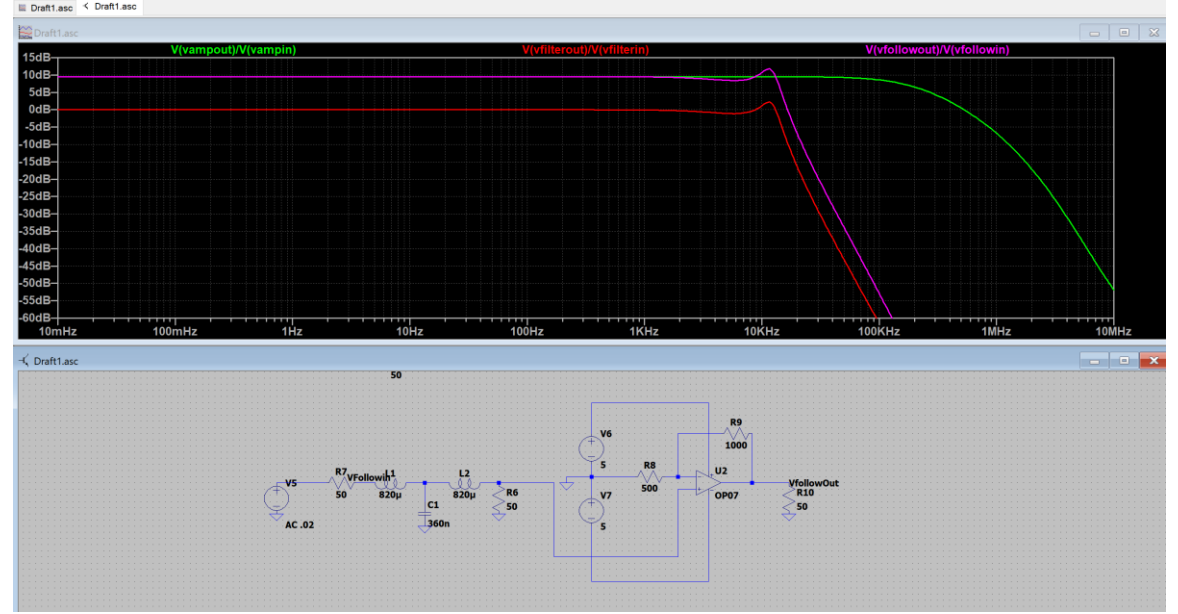 Draft1.asc Draft1.asc
Draft1.asc
V(vampout)/V(vampin) V(vfilterout)/V(vfilterin) V(vfollowout)/V(vfollowin)
15dB
10dB
5dB
0dB
-5dB
-10dB
-15dB
-20dB
-25dB
-30dB
-35dB
-40dB
-45dB
-50dB
-55dB
-60dB
10mHz 100mHz 1Hz 10Hz 100Hz 1KHz 10KHz 100KHz 1MHz 10MHz
Draft1.asc
50
V5
AC .02
R7
50
VFollowin
L1
820µ
C1
360n
L2
820µ
R6
50
V6
5
V7
5
R8
500
R9
1000
U2
OP07
VfollowOut
R10
50